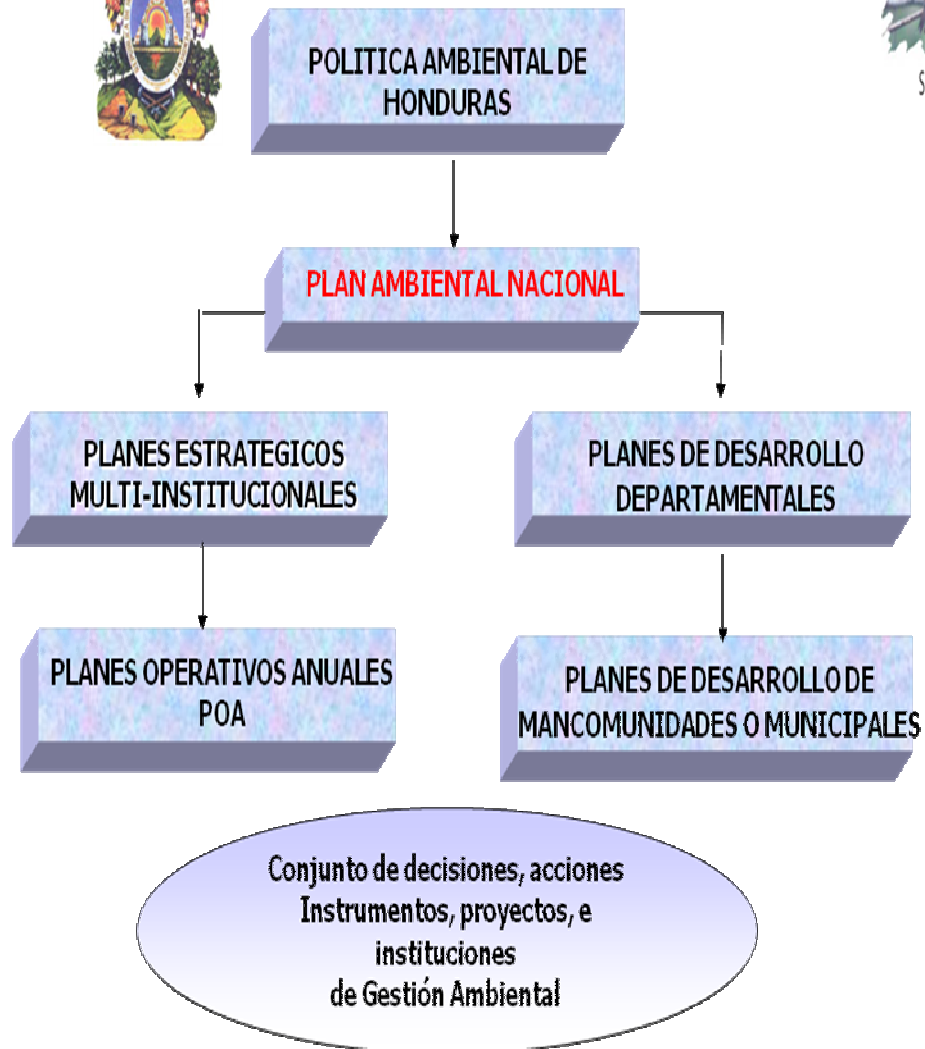 POLITICA AMBIENTAL DE
HONDURAS
S
PLAN AMBIENTAL NACIONAL
PLANES ESTRATEGICOS
MULTI-INSTITUCIONALES
PLANES DE DESARROLLO
DEPARTAMENTALES
PLANES OPERATIVOS ANUALES
POA
PLANES DE DESARROLLO DE
MANCOMUNIDADES O MUNICIPALES
Conjunto de decisiones, acciones
Instrumentos, proyectos, e
instituciones
de Gestión Ambiental